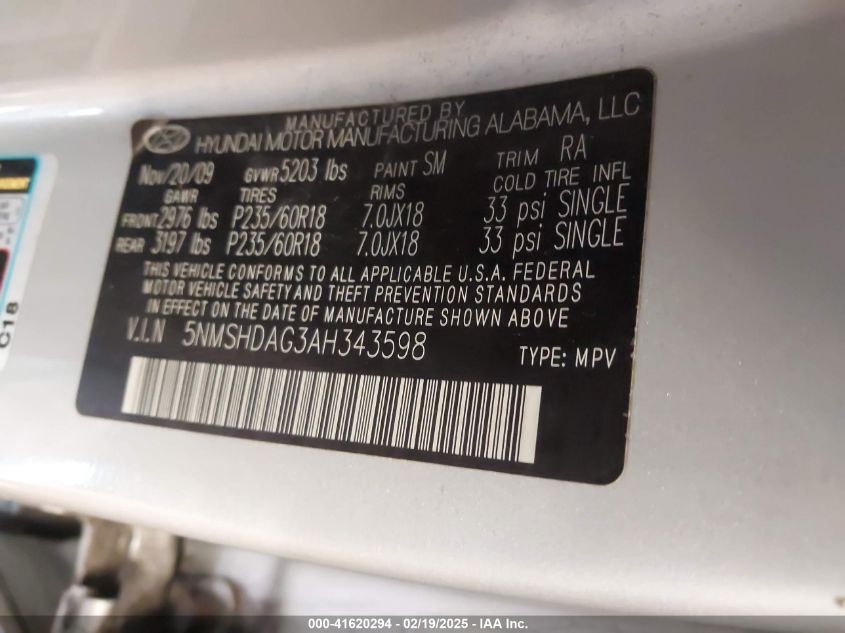 MANUFACTURED BY
HYUNDAI MOTOR MANUFACTURING ALABAMA, LLC
Nov/20/09 GVWR 5203 lbs PAINT SM TRIM RA
GAWR TIRES RIMS COLD TIRE INFL
FRONT 2976 lbs P235/60R18 7.0JX18 33 psi SINGLE
REAR 3197 lbs P235/60R18 7.0JX18 33 psi SINGLE
THIS VEHICLE CONFORMS TO ALL APPLICABLE U.S.A. FEDERAL
MOTOR VEHICLE SAFETY AND THEFT PREVENTION STANDARDS
IN EFFECT ON THE DATE OF MANUFACTURE SHOWN ABOVE
V.I.N 5NMSHDAG3AH343598 TYPE: MPV
C18
000-41620294 - 02/19/2025 - IAA Inc.